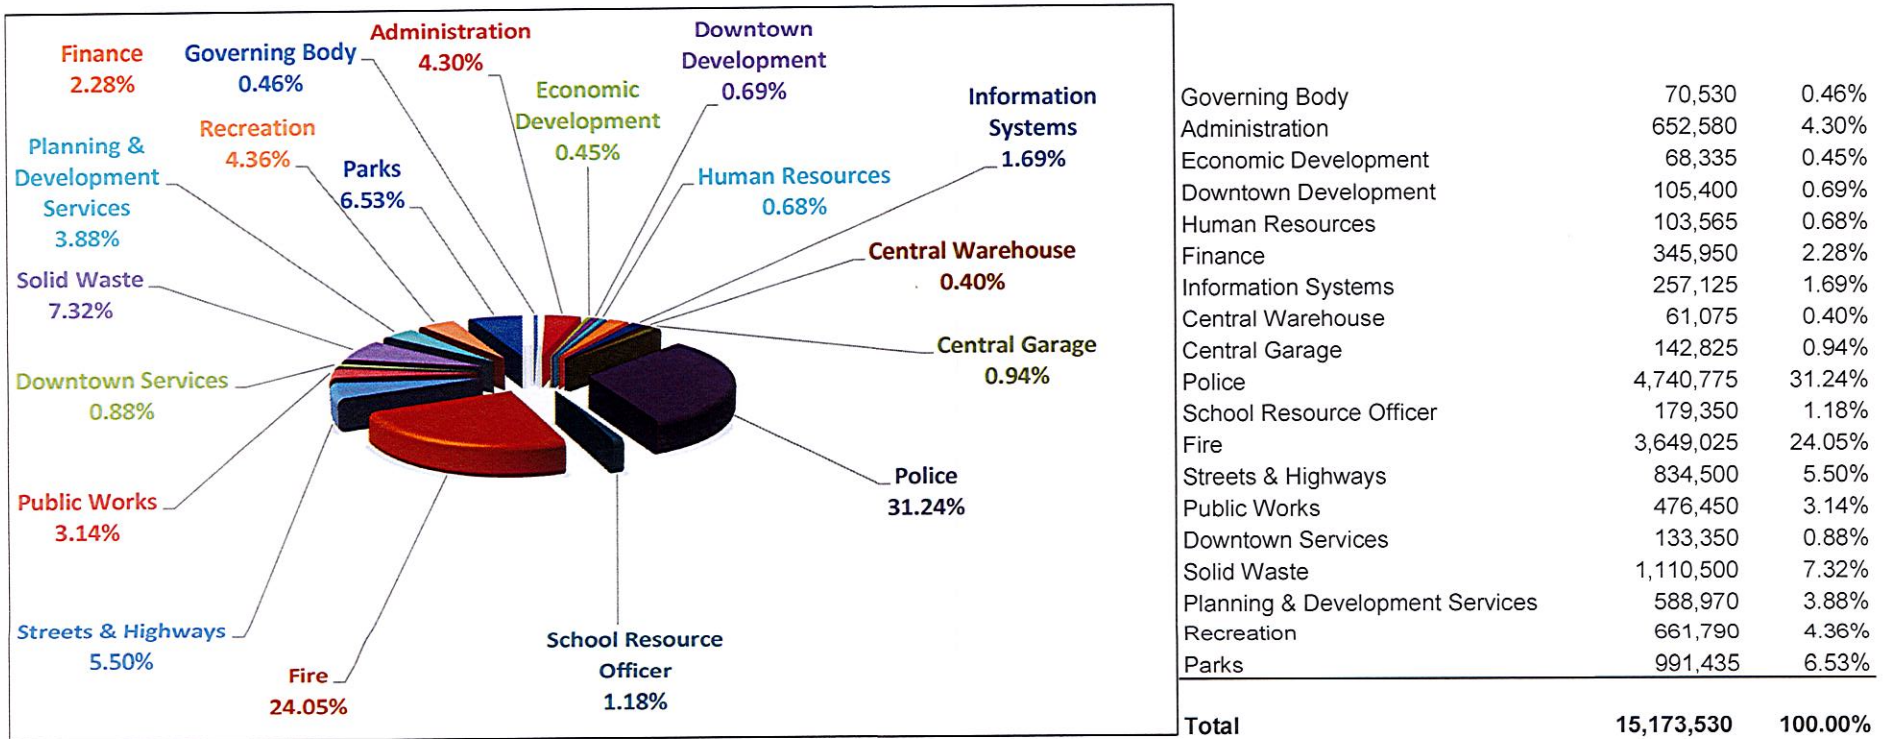 Finance
2.28%
Governing Body
0.46%
Administration
4.30%
Downtown
Development
0.69%
Economic
Development
0.45%
Information
Systems
1.69%
Recreation
4.36%
Planning &
Development
Services
3.88%
Parks
6.53%
Human Resources
0.68%
Central Warehouse
0.40%
Solid Waste
7.32%
Central Garage
0.94%
Downtown Services
0.88%
Police
31.24%
Public Works
3.14%
Streets & Highways
5.50%
Fire
24.05%
School Resource
Officer
1.18%
Governing Body 70,530 0.46%
Administration 652,580 4.30%
Economic Development 68,335 0.45%
Downtown Development 105,400 0.69%
Human Resources 103,565 0.68%
Finance 345,950 2.28%
Information Systems 257,125 1.69%
Central Warehouse 61,075 0.40%
Central Garage 142,825 0.94%
Police 4,740,775 31.24%
School Resource Officer 179,350 1.18%
Fire 3,649,025 24.05%
Streets & Highways 834,500 5.50%
Public Works 476,450 3.14%
Downtown Services 133,350 0.88%
Solid Waste 1,110,500 7.32%
Planning & Development Services 588,970 3.88%
Recreation 661,790 4.36%
Parks 991,435 6.53%
Total 15,173,530 100.00%